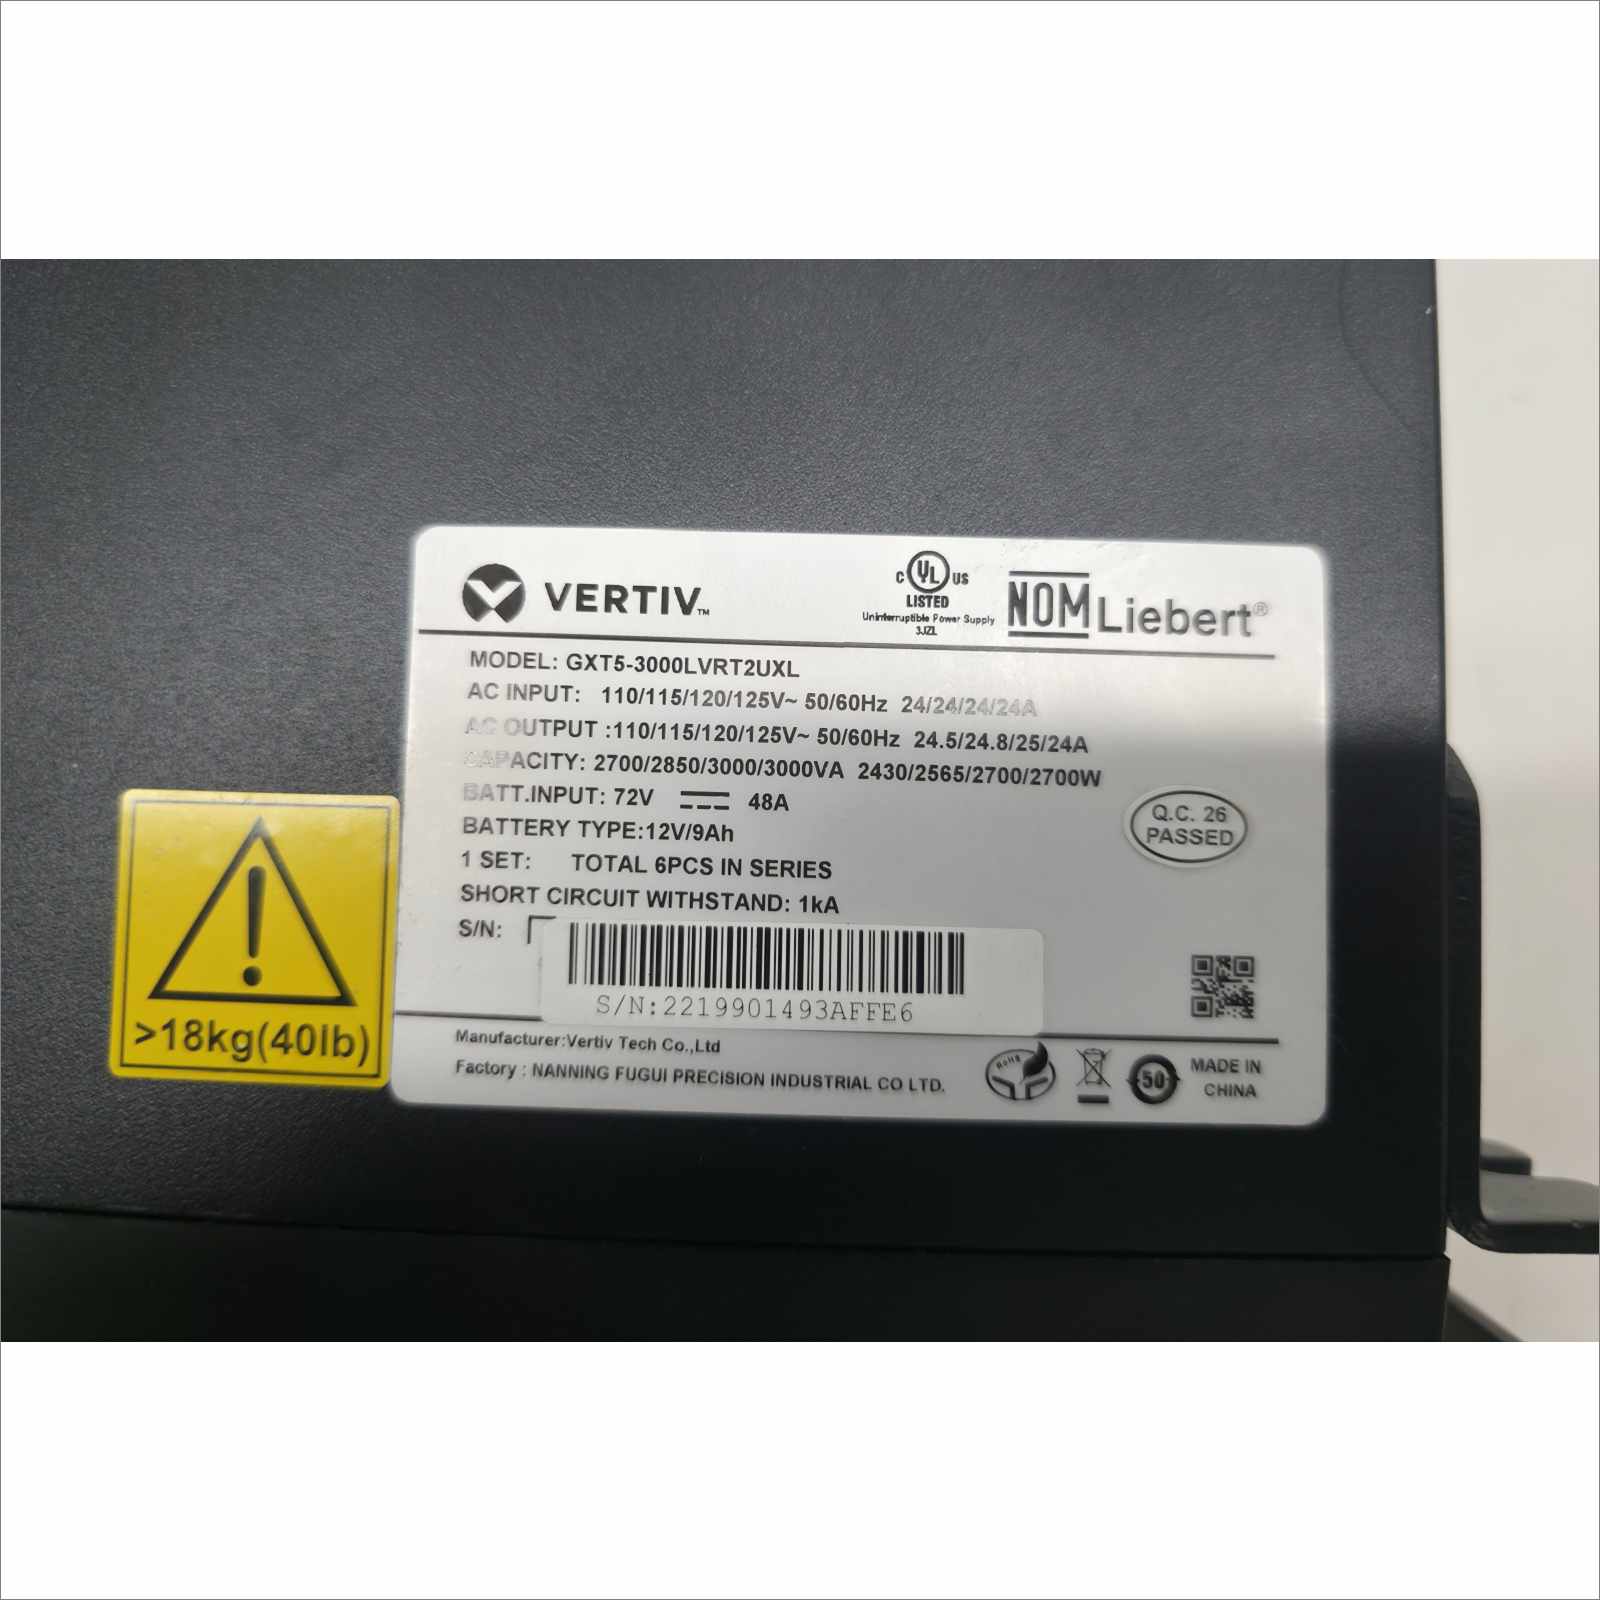 VERTIV™
C UL US
LISTED
Uninterruptible Power Supply
3JZL
NOM
Liebert®
MODEL: GXT5-3000LVRT2UXL
AC INPUT: 110/115/120/125V~ 50/60Hz 24/24/24/24A
AC OUTPUT :110/115/120/125V~ 50/60Hz 24.5/24.8/25/24A
CAPACITY: 2700/2850/3000/3000VA 2430/2565/2700/2700W
BATT.INPUT: 72V 48A
BATTERY TYPE:12V/9Ah
1 SET: TOTAL 6PCS IN SERIES
SHORT CIRCUIT WITHSTAND: 1kA
S/N:
S/N:2219901493AFFE6
Q.C. 26
PASSED
Manufacturer:Vertiv Tech Co.,Ltd
Factory : NANNING FUGUI PRECISION INDUSTRIAL CO LTD.
RoHS
50
MADE IN
CHINA
>18kg(40lb)